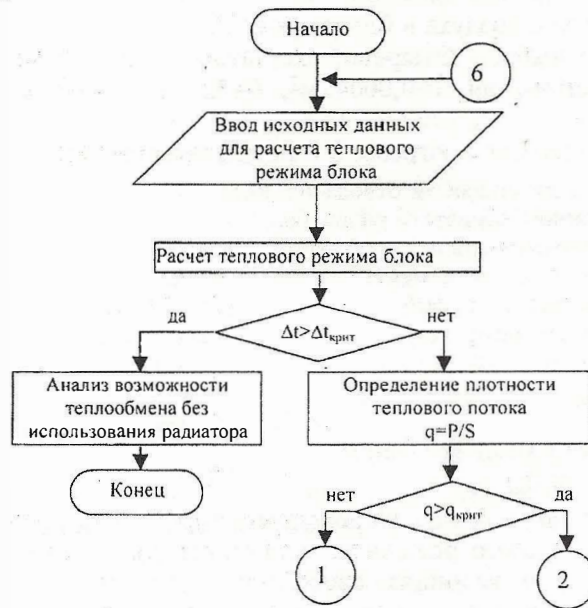 Начало
6
Ввод исходных данных
для расчета теплового
режима блока
Расчет теплового режима блока
да
Δt>Δtкрит
нет
Анализ возможности
теплообмена без
использования радиатора
Определение плотности
теплового потока
q=P/S
Конец
нет
q>qкрит
да
1
2